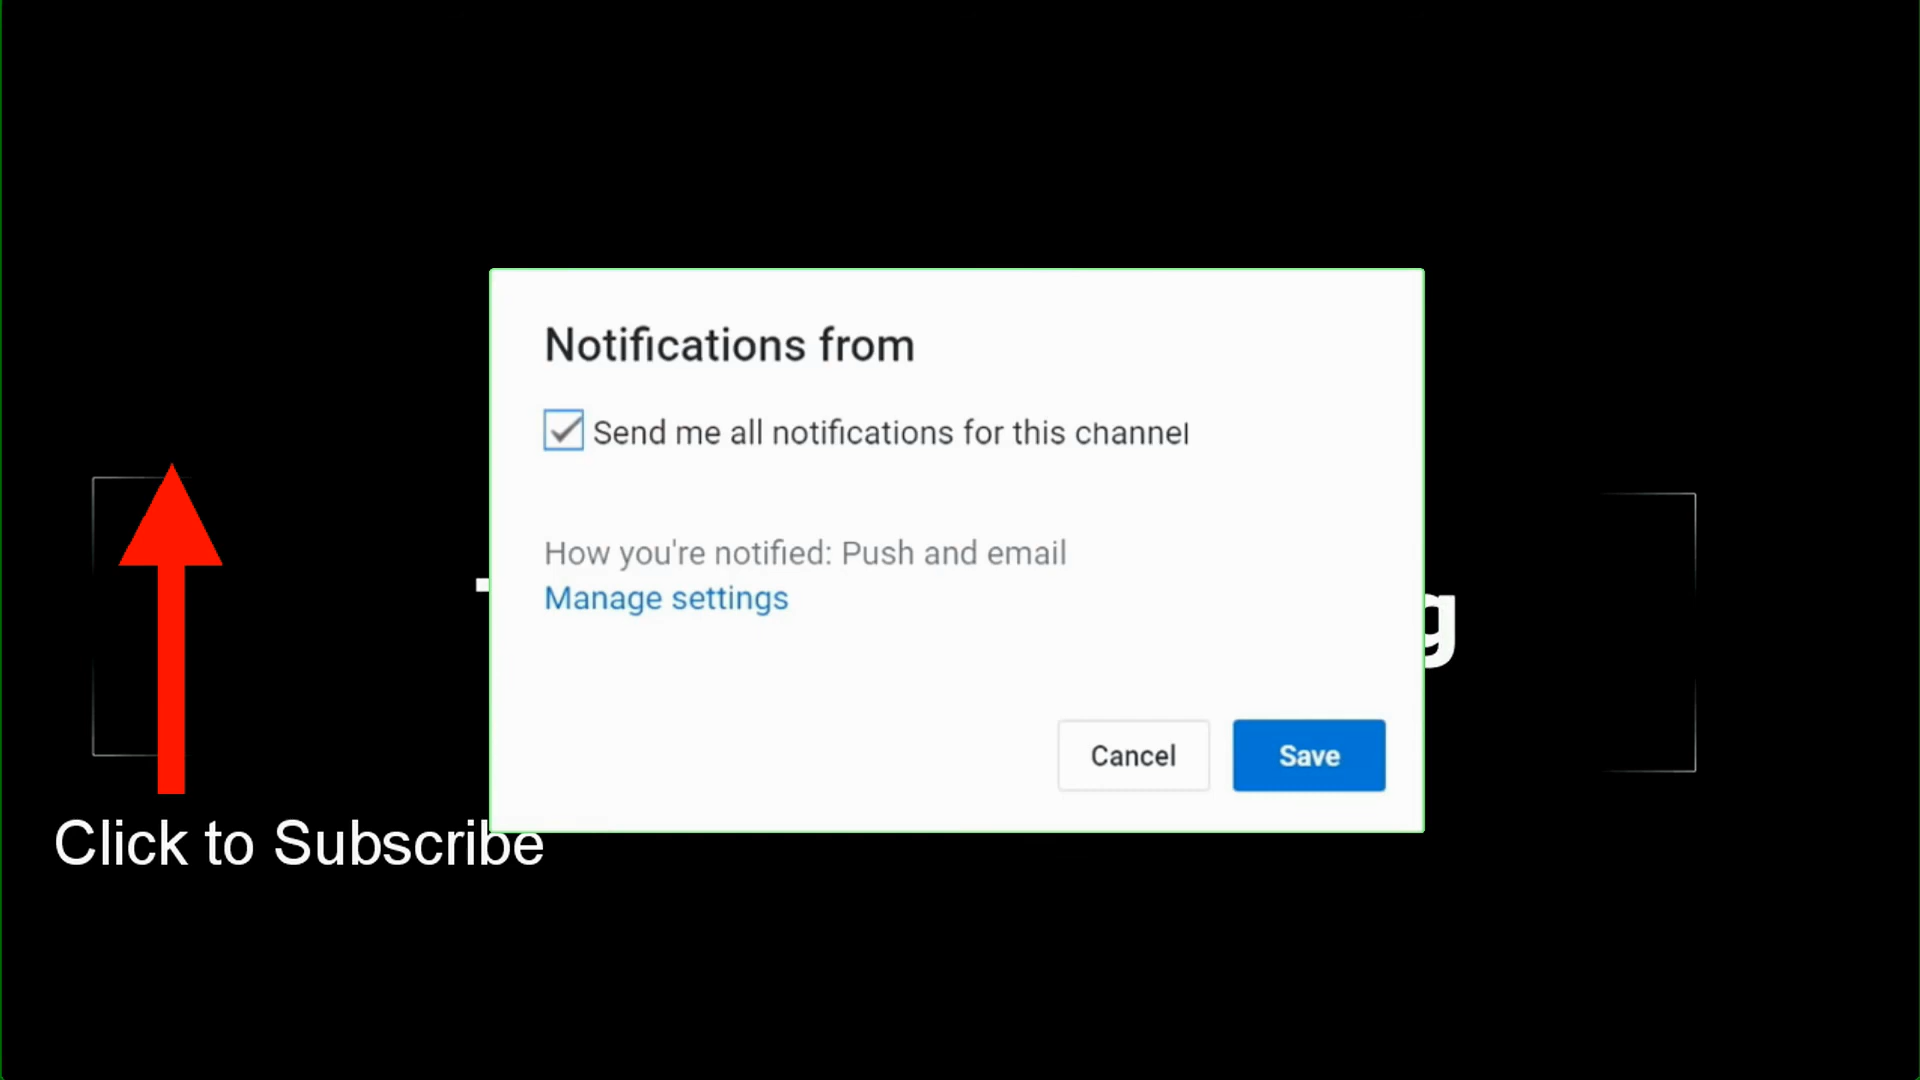 Notifications from
Send me all notifications for this channel
How you're notified: Push and email
Manage settings
Cancel
Save
Click to Subscribe